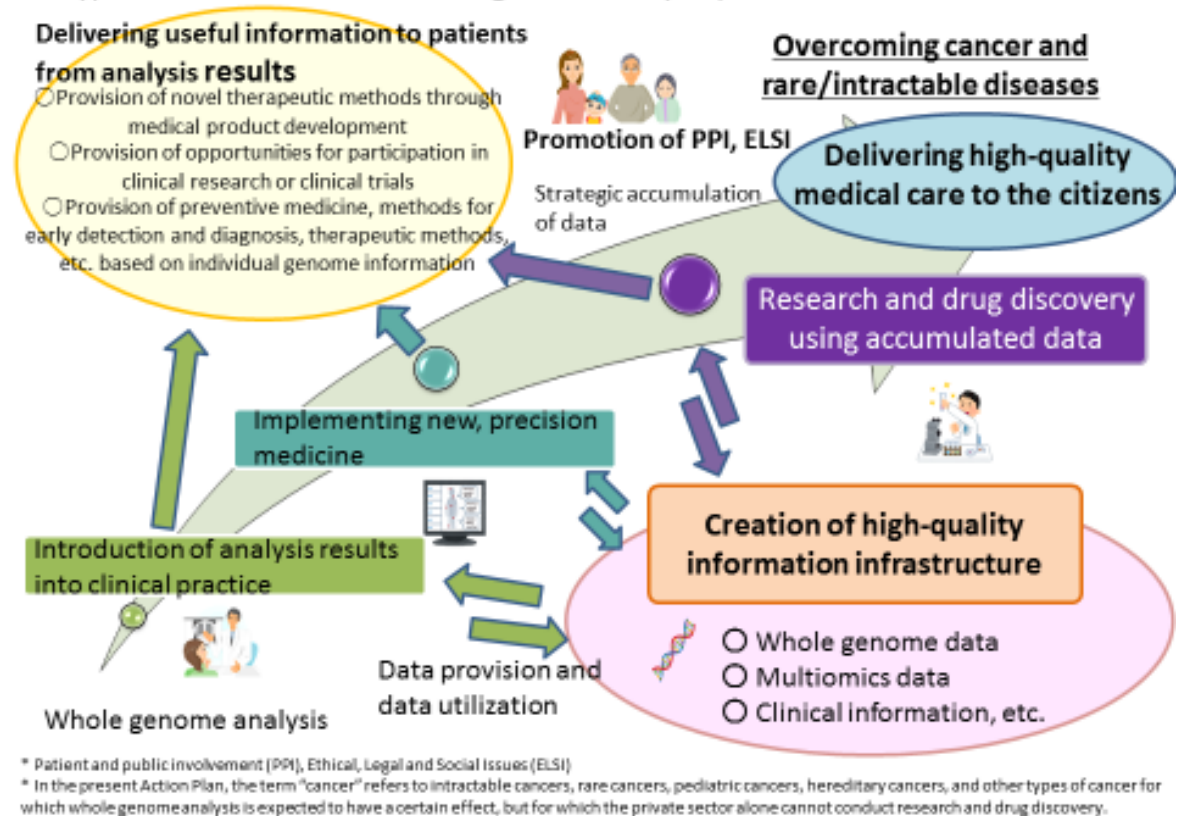 Delivering useful information to patients
from analysis results
○Provision of novel therapeutic methods through
medical product development
○Provision of opportunities for participation in
clinical research or clinical trials
○Provision of preventive medicine, methods for
early detection and diagnosis, therapeutic methods,
etc. based on individual genome information
Promotion of PPI, ELSI
Strategic accumulation
of data
Overcoming cancer and
rare/intractable diseases
Delivering high-quality
medical care to the citizens
Research and drug discovery
using accumulated data
Implementing new, precision
medicine
Introduction of analysis results
into clinical practice
Whole genome analysis
Data provision and
data utilization
Creation of high-quality
information infrastructure
○ Whole genome data
○ Multiomics data
○ Clinical information, etc.
* Patient and public involvement (PPI), Ethical, Legal and Social Issues (ELSI)
* In the present Action Plan, the term "cancer" refers to intractable cancers, rare cancers, pediatric cancers, hereditary cancers, and other types of cancer for
which whole genome analysis is expected to have a certain effect, but for which the private sector alone cannot conduct research and drug discovery.